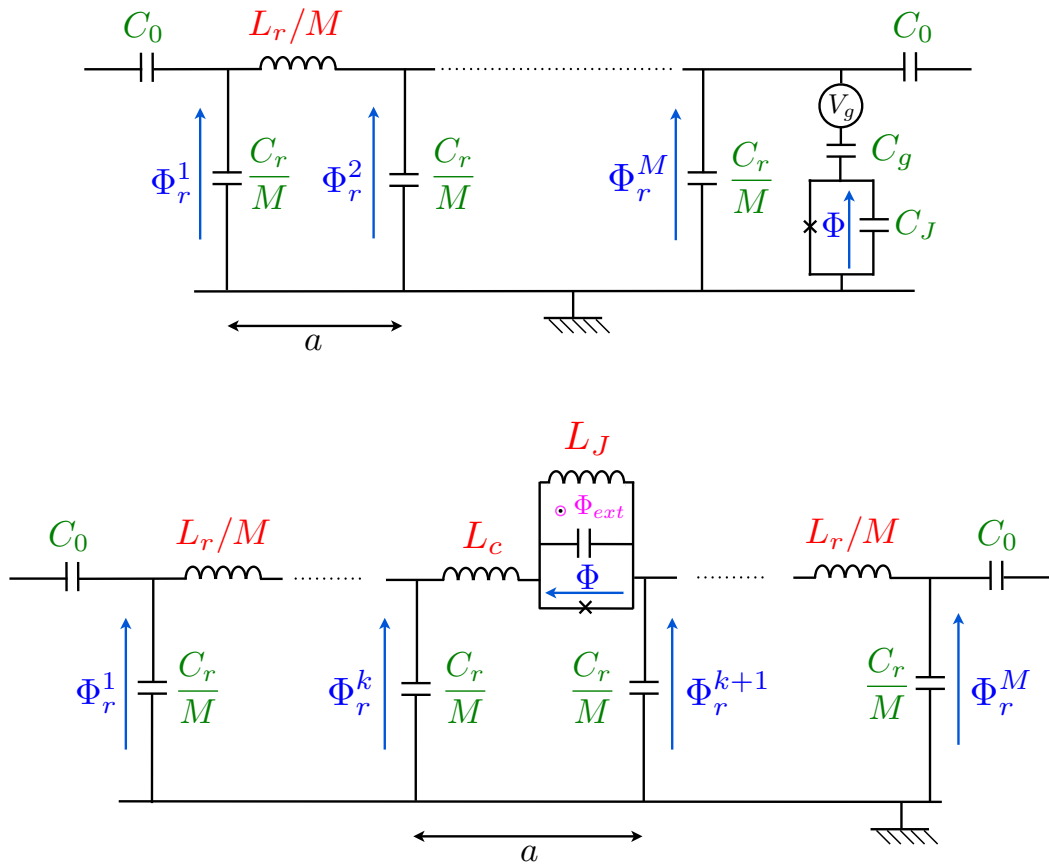 C_0
L_r/M
C_0
V_g
Φ_r^1
C_r/M
Φ_r^2
C_r/M
Φ_r^M
C_r/M
C_g
Φ
C_J
a
L_J
Φ_ext
C_0
L_r/M
L_c
L_r/M
C_0
Φ
Φ_r^1
C_r/M
Φ_r^k
C_r/M
C_r/M
Φ_r^{k+1}
C_r/M
Φ_r^M
a